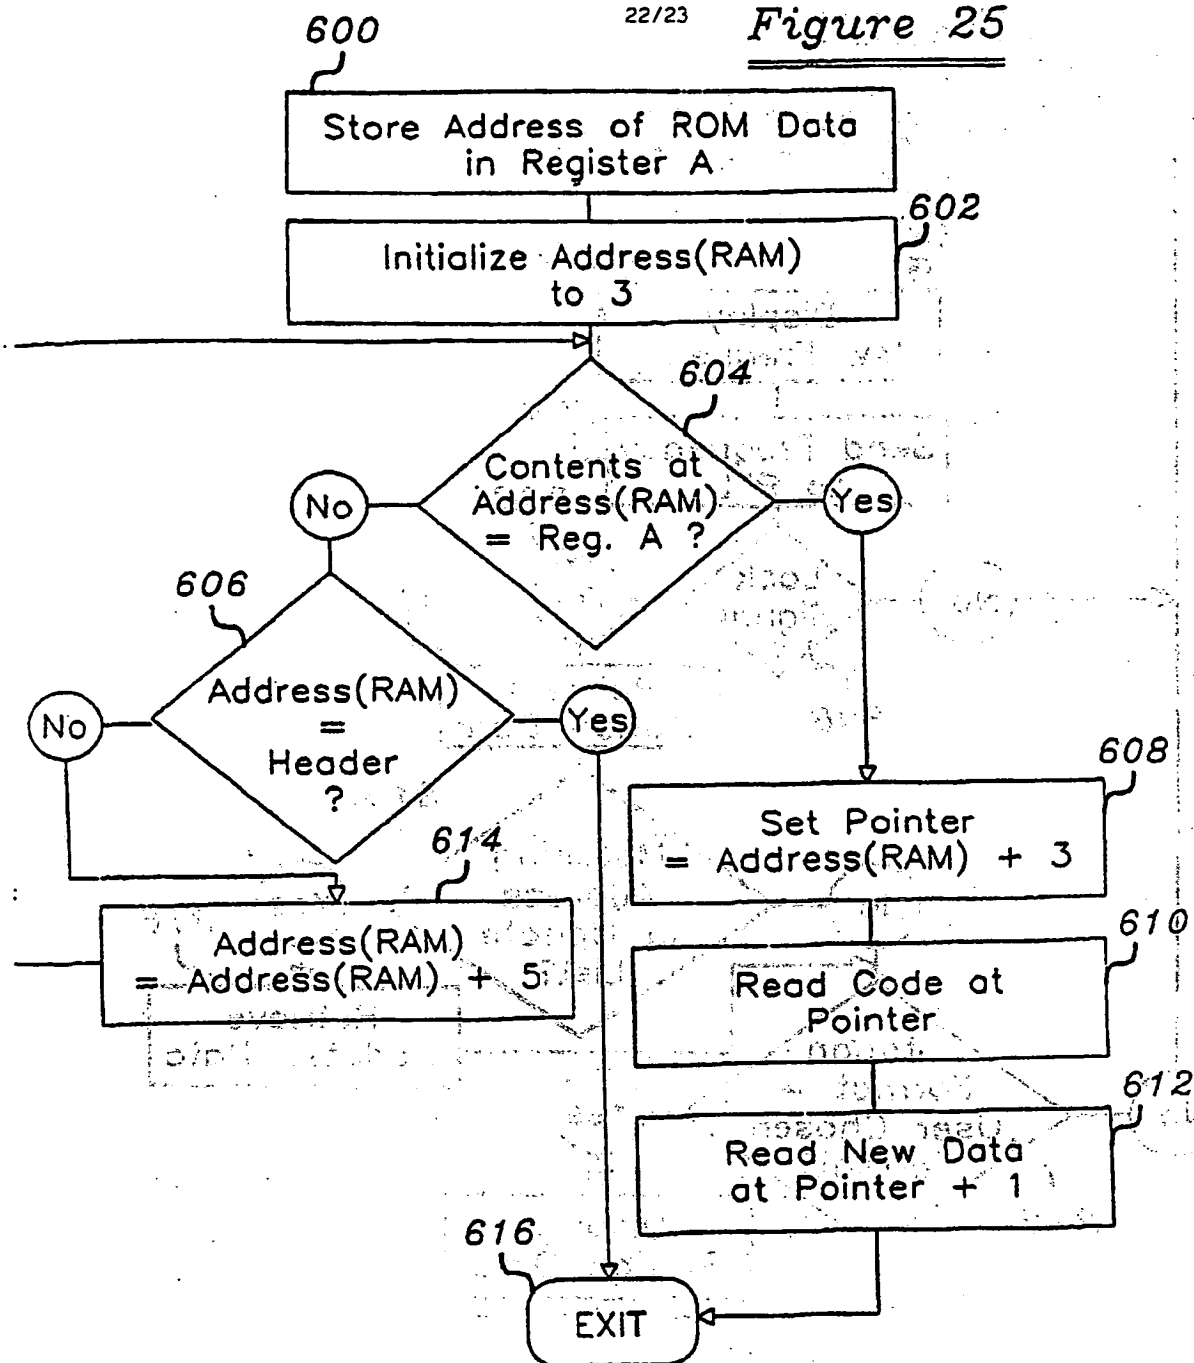 22/23
Figure 25
600
Store Address of ROM Data
in Register A
602
Initialize Address(RAM)
to 3
604
Contents at
Address(RAM)
= Reg. A ?
No
Yes
606
Address(RAM)
=
Header
?
No
Yes
608
Set Pointer
= Address(RAM) + 3
614
Address(RAM)
= Address(RAM) + 5
610
Read Code at
Pointer
612
Read New Data
at Pointer + 1
616
EXIT